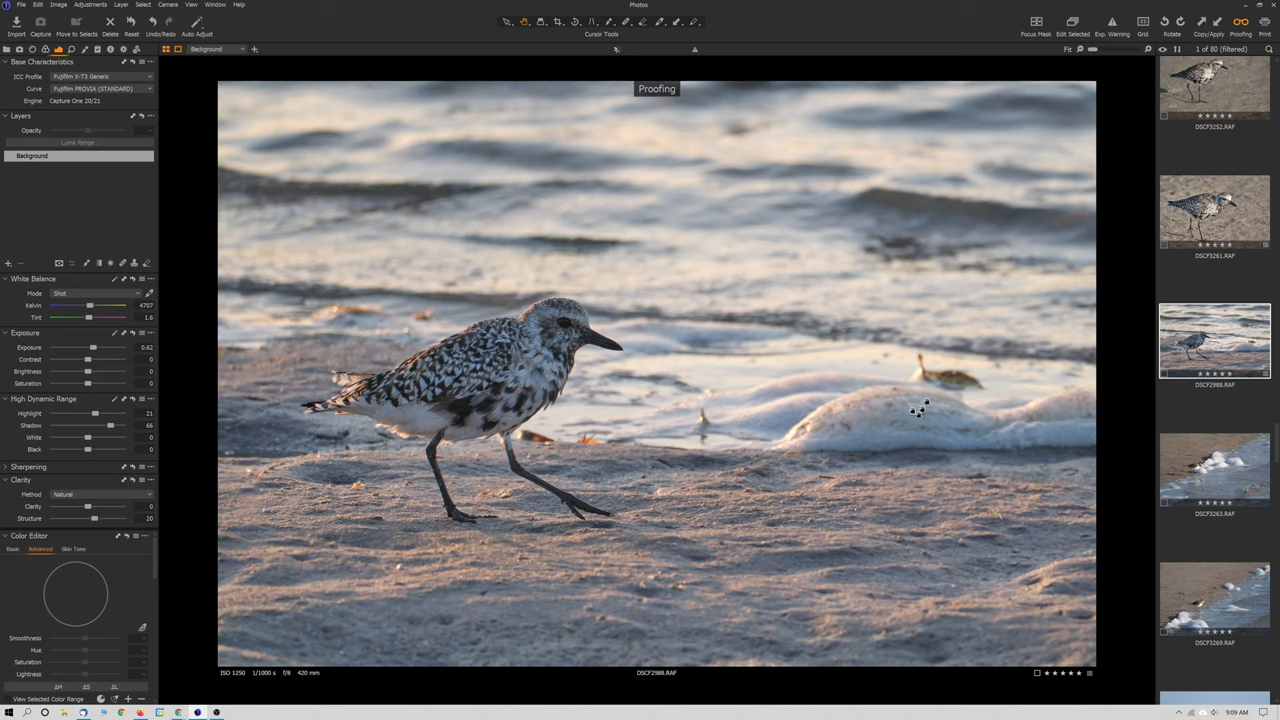 File Edit Image Adjustments Layer Select Camera View Window Help
Photos
Import Capture Move to Selects Delete Reset Undo/Redo Auto Adjust
Cursor Tools
Focus Mask Edit Selected Exp. Warning Grid Rotate Copy/Apply Proofing Print
Background
Fit
1 of 80 (filtered)
Base Characteristics
ICC Profile Fujifilm X-T3 Generic
Curve Fujifilm PROVIA (STANDARD)
Engine Capture One 20/21
Layers
Opacity
Luma Range...
Background
White Balance
Mode Shot
Kelvin 4707
Tint 1.6
Exposure
Exposure 0.62
Contrast 0
Brightness 0
Saturation 0
High Dynamic Range
Highlight 21
Shadow 66
White 0
Black 0
Sharpening
Clarity
Method Natural
Clarity 0
Structure 20
Color Editor
Basic Advanced Skin Tone
Smoothness
Hue
Saturation
Lightness
ΔH ΔS ΔL
View Selected Color Range
Proofing
ISO 1250 1/1000 s f/8 420 mm
DSCF2988.RAF
DSCF3252.RAF
DSCF3261.RAF
DSCF2988.RAF
DSCF3263.RAF
DSCF3269.RAF
9:09 AM